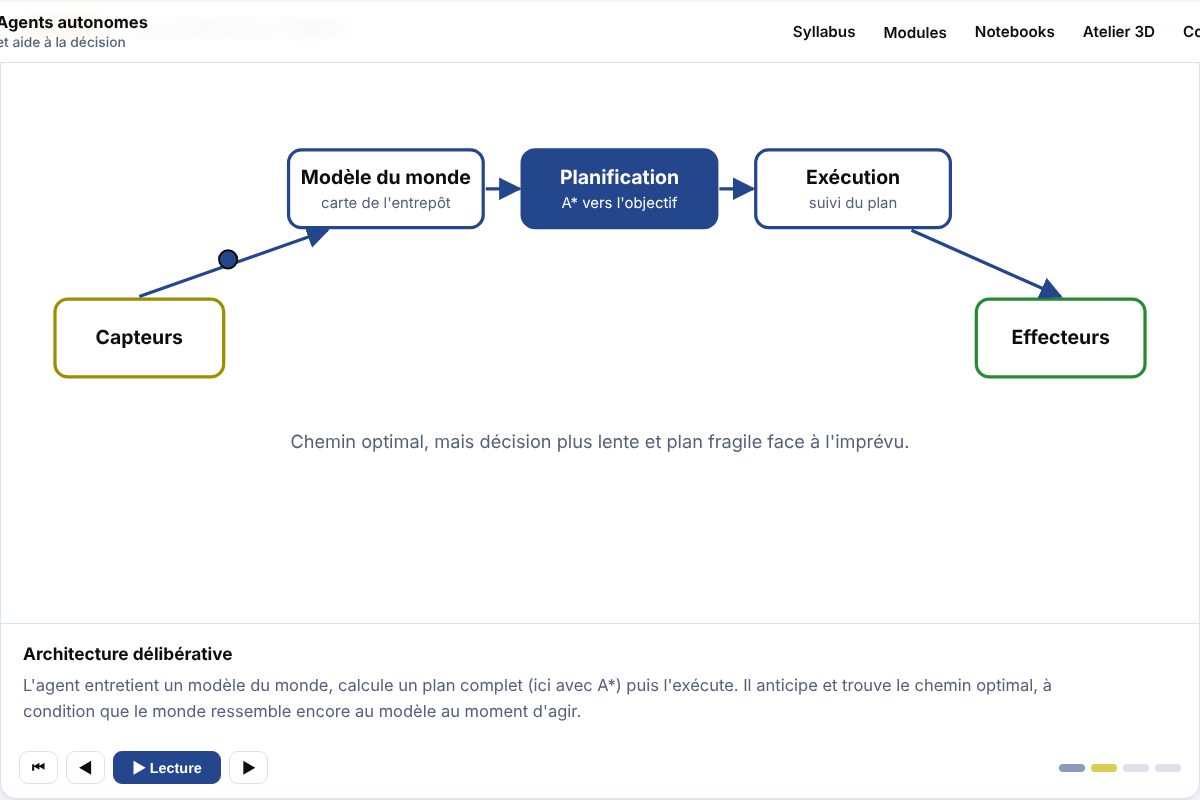 Agents autonomes
et aide à la décision
Syllabus
Modules
Notebooks
Atelier 3D
Modèle du monde
carte de l'entrepôt
Planification
A* vers l'objectif
Exécution
suivi du plan
Capteurs
Effecteurs
Chemin optimal, mais décision plus lente et plan fragile face à l'imprévu.
Architecture délibérative
L'agent entretient un modèle du monde, calcule un plan complet (ici avec A*) puis l'exécute. Il anticipe et trouve le chemin optimal, à
condition que le monde ressemble encore au modèle au moment d'agir.
Lecture